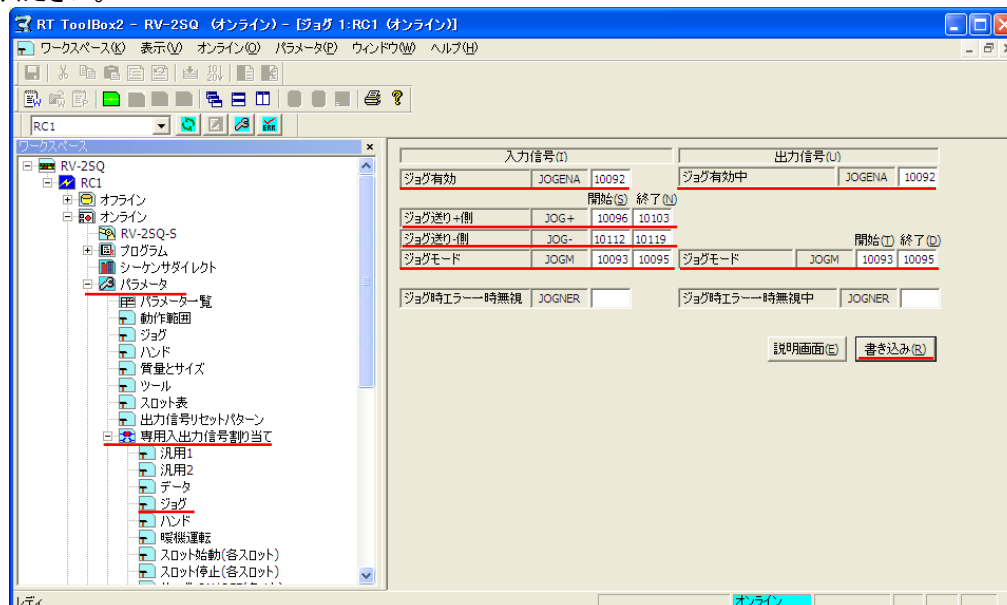 ください。
RT ToolBox2 - RV-2SQ (オンライン) - [ジョグ 1:RC1 (オンライン)]
ワークスペース(K) 表示(V) オンライン(O) パラメータ(P) ウィンドウ(W) ヘルプ(H)
RC1
ワークスペース
RV-2SQ
RC1
オフライン
オンライン
RV-2SQ-S
プログラム
シーケンサダイレクト
パラメータ
パラメータ一覧
動作範囲
ジョグ
ハンド
質量とサイズ
ツール
スロット表
出力信号リセットパターン
専用入出力信号割り当て
汎用1
汎用2
データ
ジョグ
ハンド
暖機運転
スロット始動(各スロット)
スロット停止(各スロット)
入力信号(I) 出力信号(U)
ジョグ有効 JOGENA 10092 ジョグ有効中 JOGENA 10092
開始(S) 終了(N)
ジョグ送り+側 JOG+ 10096 10103
ジョグ送り-側 JOG- 10112 10119 開始(T) 終了(D)
ジョグモード JOGM 10093 10095 ジョグモード JOGM 10093 10095
ジョグ時エラー一時無視 JOGNER ジョグ時エラー一時無視中 JOGNER
説明画面(E) 書き込み(R)
レディ オンライン